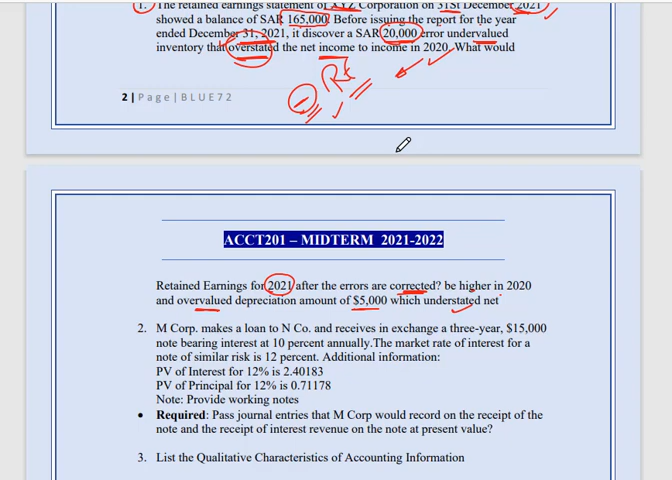 1. The retained earnings statement of XYZ Corporation on 31St December 2021
showed a balance of SAR 165,000. Before issuing the report for the year
ended December 31, 2021, it discover a SAR 20,000 error undervalued
inventory that overstated the net income to income in 2020. What would
RE
2 | Page | BLUE72
ACCT201 – MIDTERM 2021-2022
Retained Earnings for 2021 after the errors are corrected? be higher in 2020
and overvalued depreciation amount of $5,000 which understated net
2. M Corp. makes a loan to N Co. and receives in exchange a three-year, $15,000
note bearing interest at 10 percent annually.The market rate of interest for a
note of similar risk is 12 percent. Additional information:
PV of Interest for 12% is 2.40183
PV of Principal for 12% is 0.71178
Note: Provide working notes
• Required: Pass journal entries that M Corp would record on the receipt of the
note and the receipt of interest revenue on the note at present value?
3. List the Qualitative Characteristics of Accounting Information